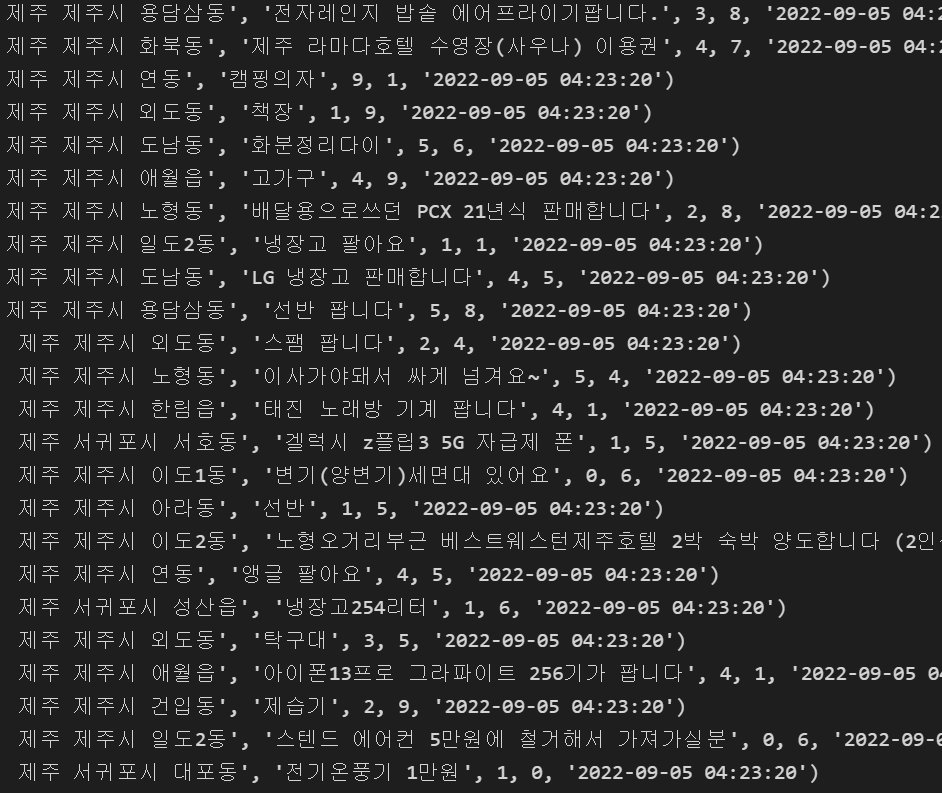 제주 제주시 용담삼동', '전자레인지 밥솥 에어프라이기팝니다.', 3, 8, '2022-09-05 04:2
제주 제주시 화북동', '제주 라마다호텔 수영장(사우나) 이용권', 4, 7, '2022-09-05 04:2
제주 제주시 연동', '캠핑의자', 9, 1, '2022-09-05 04:23:20')
제주 제주시 외도동', '책장', 1, 9, '2022-09-05 04:23:20')
제주 제주시 도남동', '화분정리다이', 5, 6, '2022-09-05 04:23:20')
제주 제주시 애월읍', '고가구', 4, 9, '2022-09-05 04:23:20')
제주 제주시 노형동', '배달용으로쓰던 PCX 21년식 판매합니다', 2, 8, '2022-09-05 04:2
제주 제주시 일도2동', '냉장고 팔아요', 1, 1, '2022-09-05 04:23:20')
제주 제주시 도남동', 'LG 냉장고 판매합니다', 4, 5, '2022-09-05 04:23:20')
제주 제주시 용담삼동', '선반 팝니다', 5, 8, '2022-09-05 04:23:20')
제주 제주시 외도동', '스팸 팝니다', 2, 4, '2022-09-05 04:23:20')
제주 제주시 노형동', '이사가야돼서 싸게 넘겨요~', 5, 4, '2022-09-05 04:23:20')
제주 제주시 한림읍', '태진 노래방 기계 팝니다', 4, 1, '2022-09-05 04:23:20')
제주 서귀포시 서호동', '겔럭시 z플립3 5G 자급제 폰', 1, 5, '2022-09-05 04:23:20')
제주 제주시 이도1동', '변기(양변기)세면대 있어요', 0, 6, '2022-09-05 04:23:20')
제주 제주시 아라동', '선반', 1, 5, '2022-09-05 04:23:20')
제주 제주시 이도2동', '노형오거리부근 베스트웨스턴제주호텔 2박 숙박 양도합니다 (2인
제주 제주시 연동', '앵글 팔아요', 4, 5, '2022-09-05 04:23:20')
제주 서귀포시 성산읍', '냉장고254리터', 1, 6, '2022-09-05 04:23:20')
제주 제주시 외도동', '탁구대', 3, 5, '2022-09-05 04:23:20')
제주 제주시 애월읍', '아이폰13프로 그라파이트 256기가 팝니다', 4, 1, '2022-09-05 04
제주 제주시 건입동', '제습기', 2, 9, '2022-09-05 04:23:20')
제주 제주시 일도2동', '스텐드 에어컨 5만원에 철거해서 가져가실분', 0, 6, '2022-09-0
제주 서귀포시 대포동', '전기온풍기 1만원', 1, 0, '2022-09-05 04:23:20')